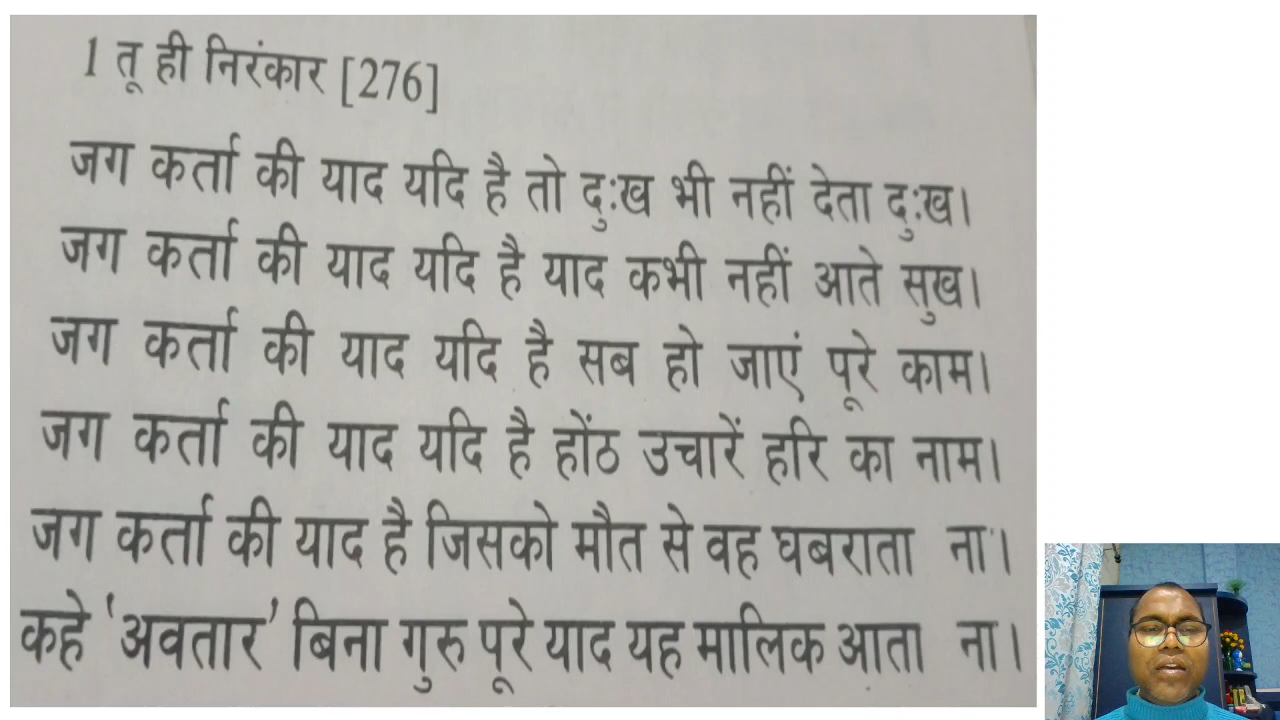 1 तू ही निरंकार [276]
जग कर्ता की याद यदि है तो दुःख भी नहीं देता दुःख।
जग कर्ता की याद यदि है याद कभी नहीं आते सुख।
जग कर्ता की याद यदि है सब हो जाएं पूरे काम।
जग कर्ता की याद यदि है होंठ उचारें हरि का नाम।
जग कर्ता की याद है जिसको मौत से वह घबराता ना।
कहे 'अवतार' बिना गुरु पूरे याद यह मालिक आता ना।